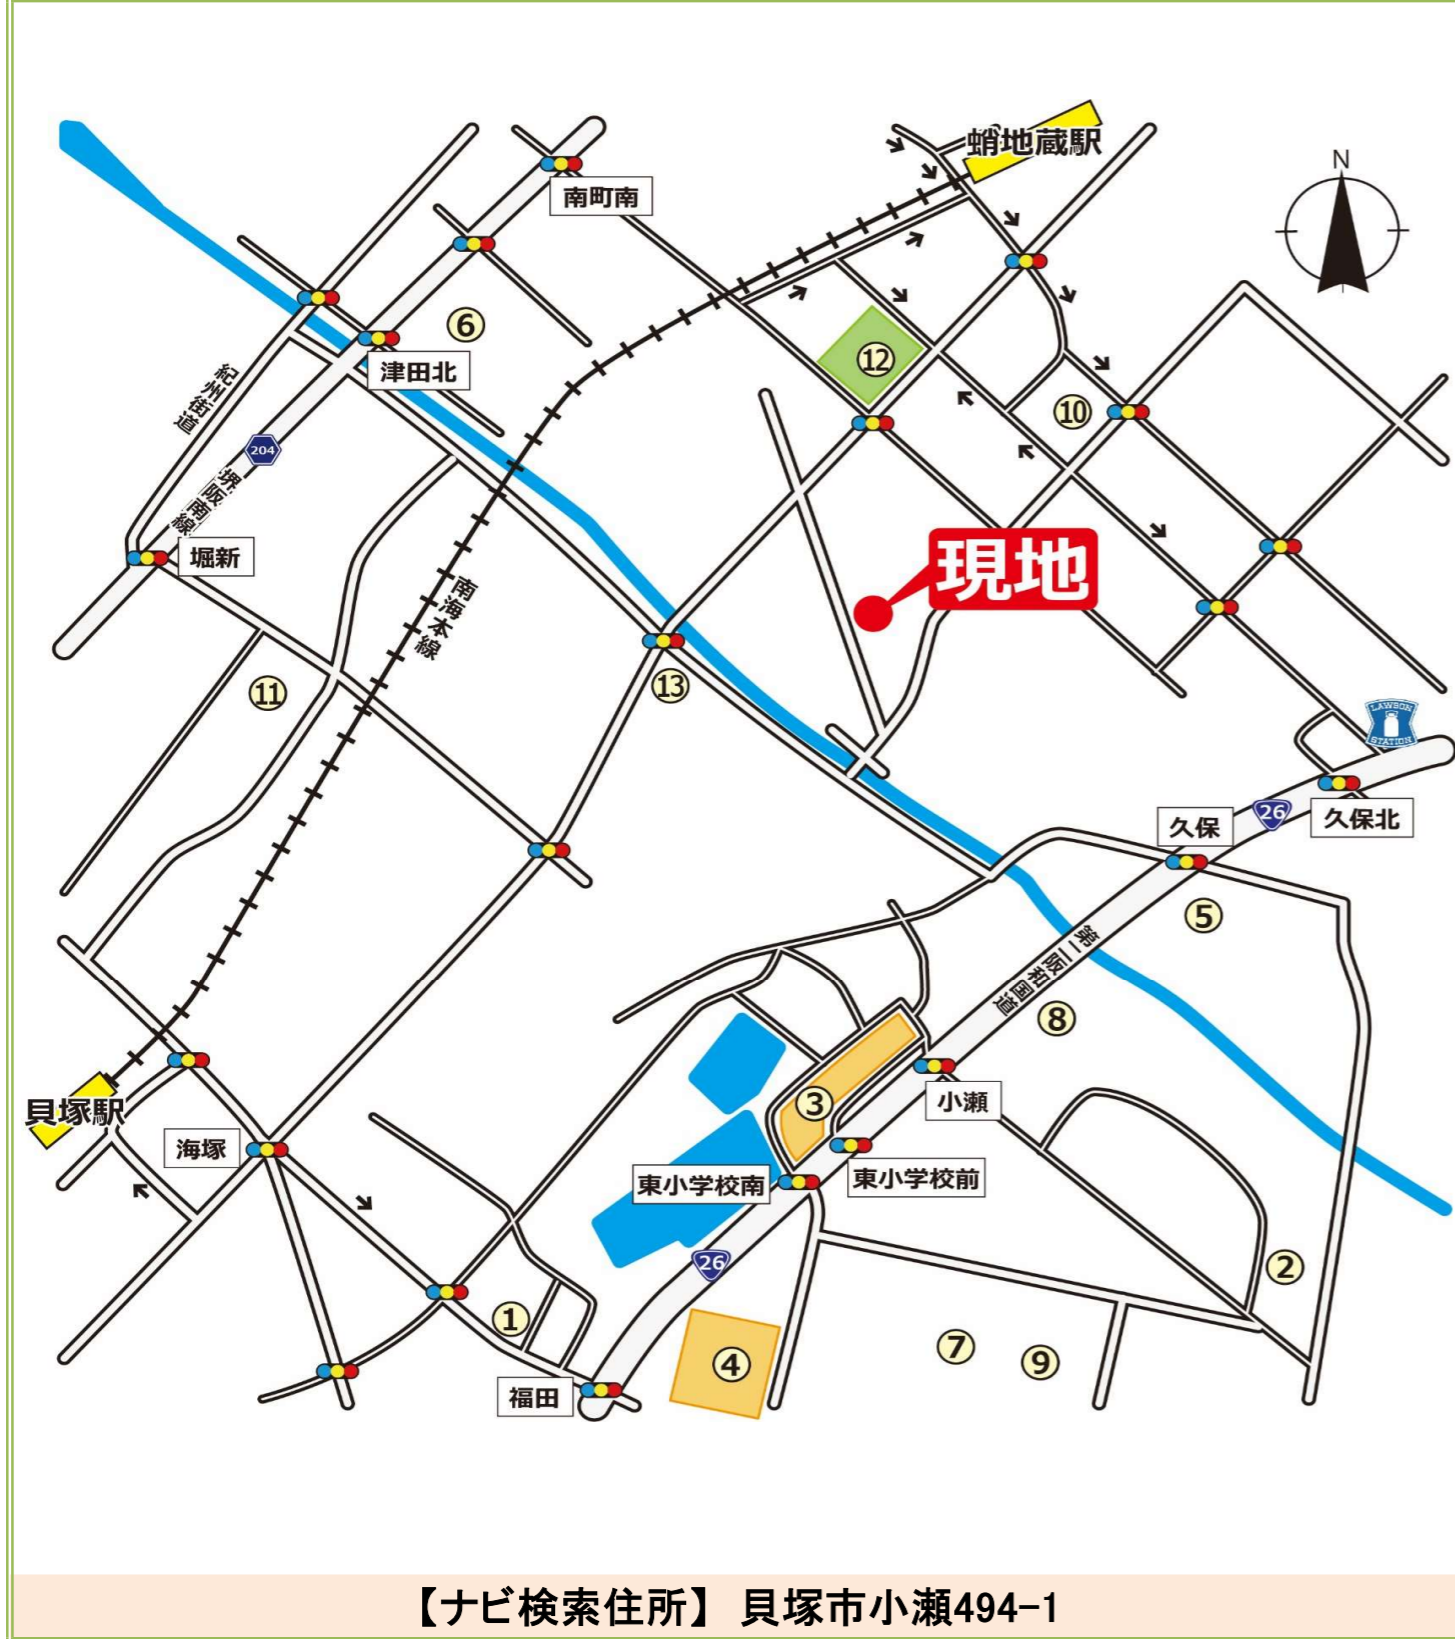 蛸地蔵駅
N
南町南
⑥
津田北
⑫
⑩
紀州街道
204
堺阪南線
堀新
現地
南海本線
⑪
⑬
LAWSON
STATION
久保
26
久保北
⑤
第二阪和国道
⑧
貝塚駅
③
小瀬
海塚
東小学校南
東小学校前
26
②
①
④
⑦
⑨
福田
【ナビ検索住所】 貝塚市小瀬494-1